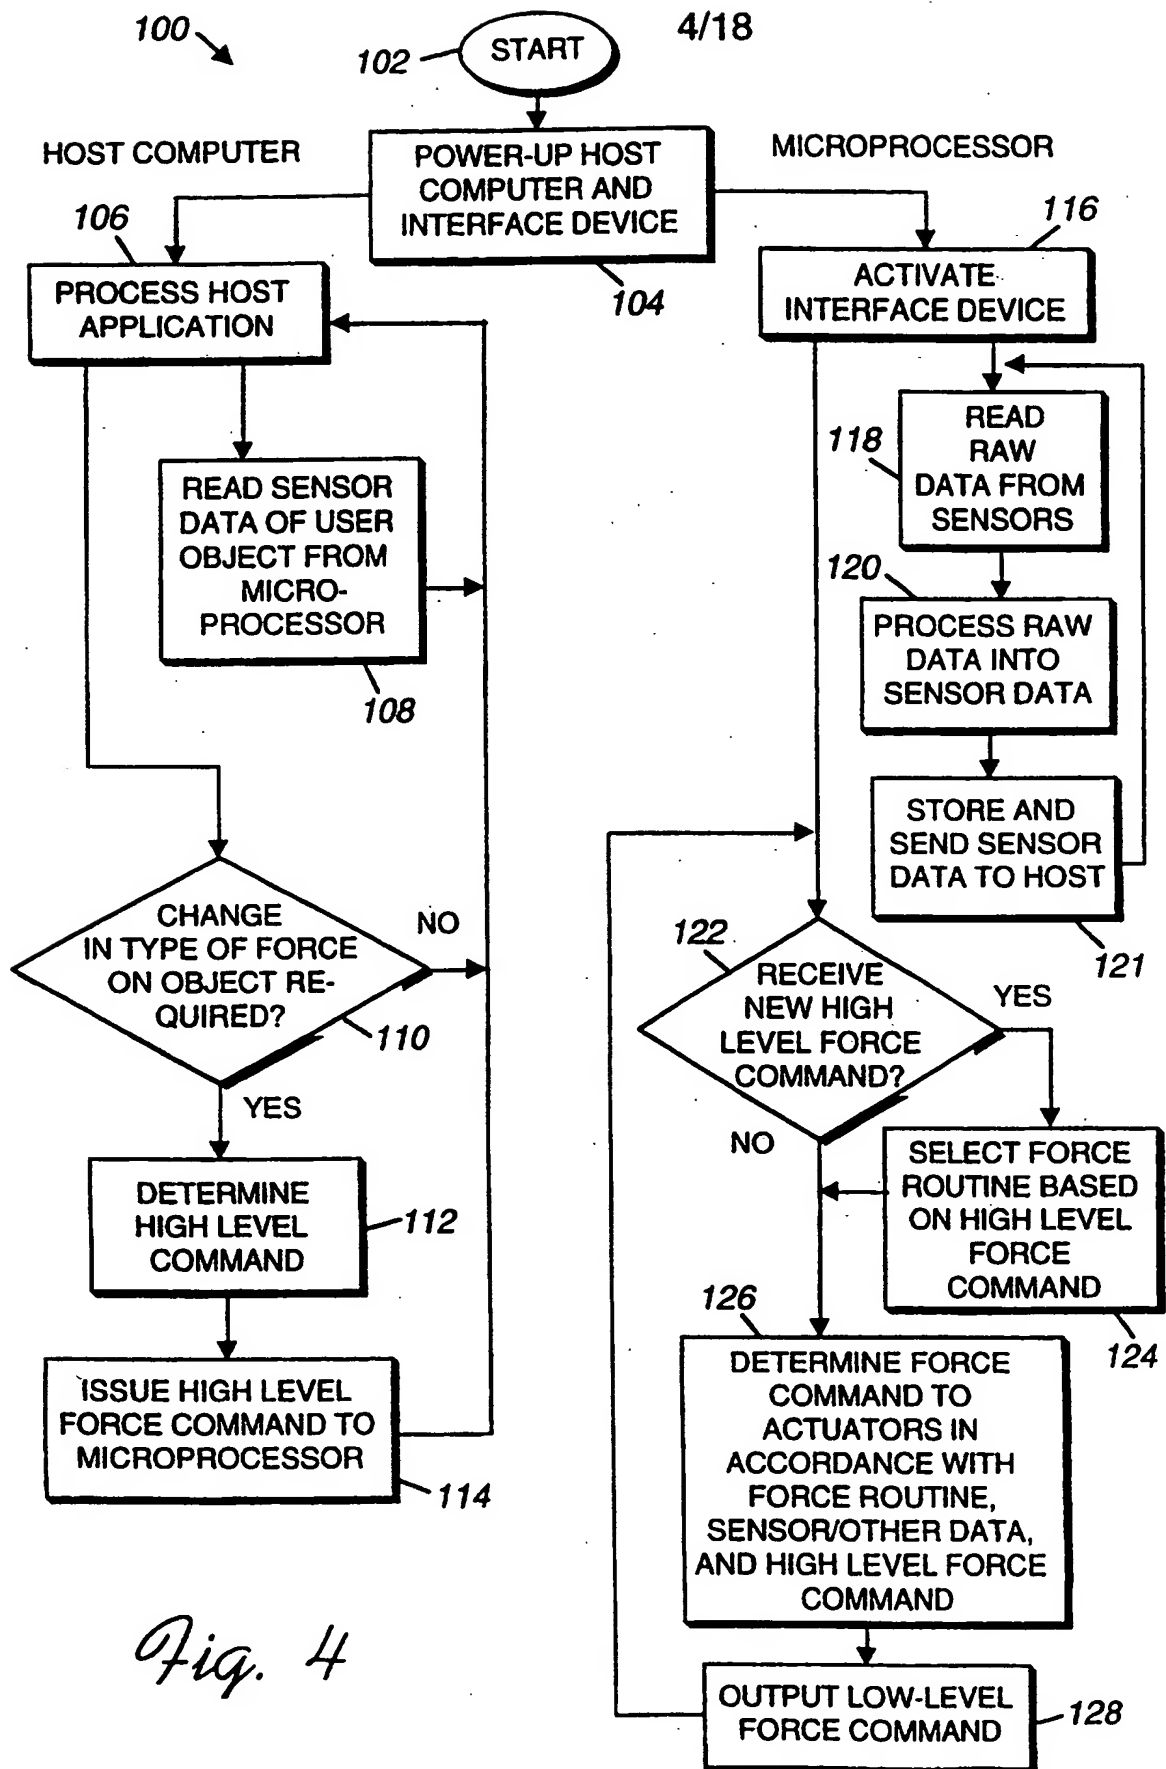 100
4/18
102
START
HOST COMPUTER
POWER-UP HOST
COMPUTER AND
INTERFACE DEVICE
MICROPROCESSOR
104
106
PROCESS HOST
APPLICATION
READ SENSOR
DATA OF USER
OBJECT FROM
MICRO-
PROCESSOR
108
CHANGE
IN TYPE OF FORCE
ON OBJECT RE-
QUIRED?
NO
110
YES
DETERMINE
HIGH LEVEL
COMMAND
112
ISSUE HIGH LEVEL
FORCE COMMAND TO
MICROPROCESSOR
114
116
ACTIVATE
INTERFACE DEVICE
118
READ
RAW
DATA FROM
SENSORS
120
PROCESS RAW
DATA INTO
SENSOR DATA
STORE AND
SEND SENSOR
DATA TO HOST
121
122
RECEIVE
NEW HIGH
LEVEL FORCE
COMMAND?
YES
NO
SELECT FORCE
ROUTINE BASED
ON HIGH LEVEL
FORCE
COMMAND
124
126
DETERMINE FORCE
COMMAND TO
ACTUATORS IN
ACCORDANCE WITH
FORCE ROUTINE,
SENSOR/OTHER DATA,
AND HIGH LEVEL FORCE
COMMAND
OUTPUT LOW-LEVEL
FORCE COMMAND
128
Fig. 4